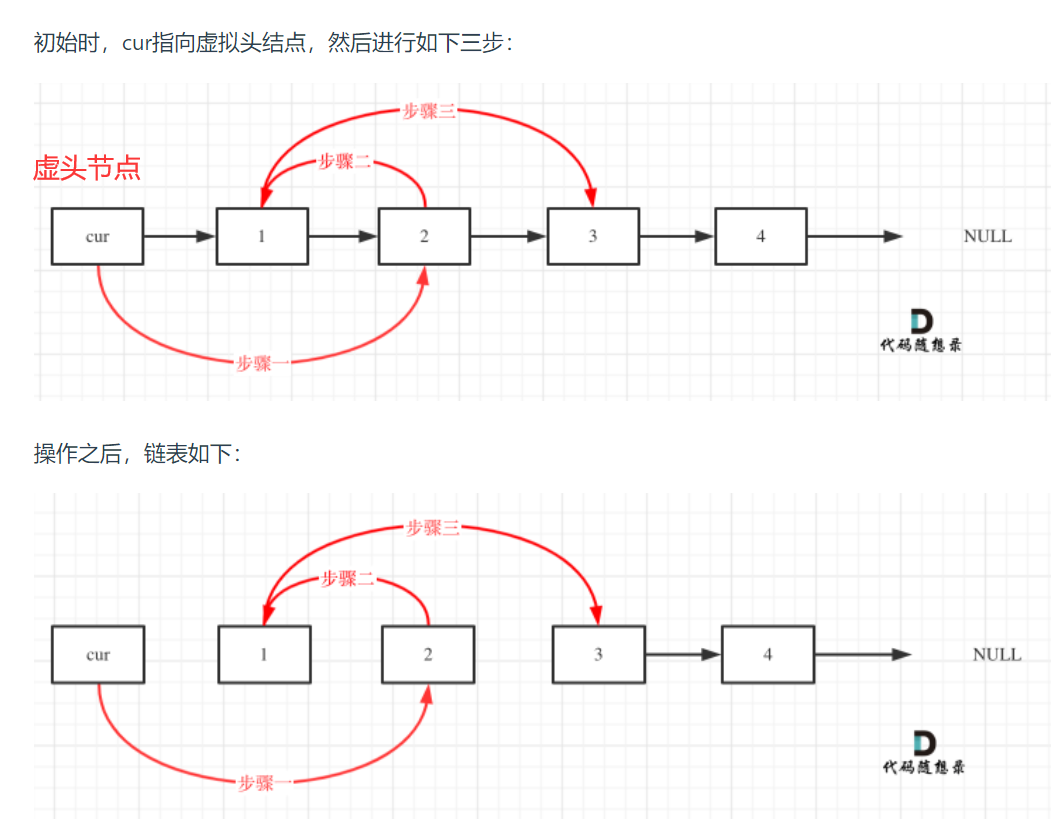 初始时，cur指向虚拟头结点，然后进行如下三步：
步骤三
步骤二
虚头节点
cur
1
2
3
4
NULL
步骤一
代码随想录
操作之后，链表如下：
步骤三
步骤二
cur
1
2
3
4
NULL
步骤一
代码随想录